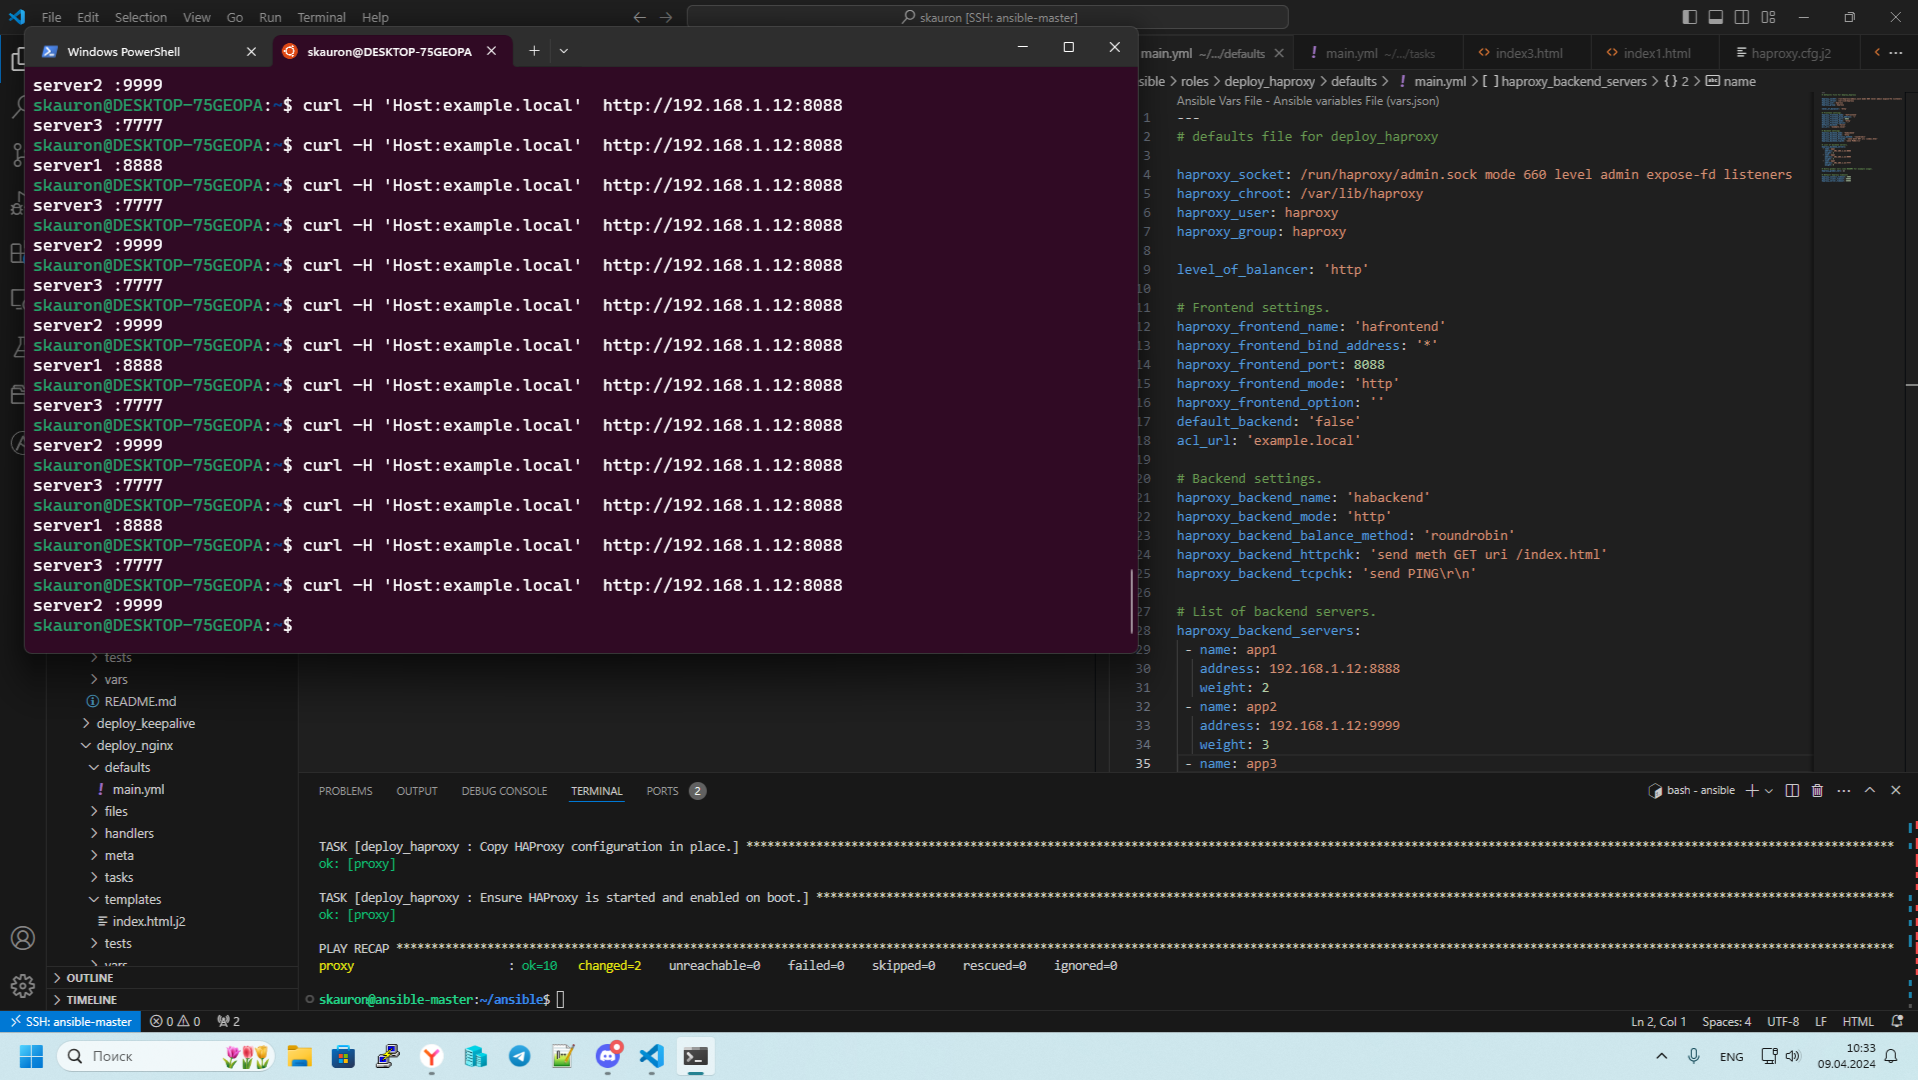 File Edit Selection View Go Run Terminal Help
skauron [SSH: ansible-master]
Windows PowerShell
skauron@DESKTOP-75GEOPA
server2 :9999
skauron@DESKTOP-75GEOPA:~$ curl -H 'Host:example.local'  http://192.168.1.12:8088
server3 :7777
skauron@DESKTOP-75GEOPA:~$ curl -H 'Host:example.local'  http://192.168.1.12:8088
server1 :8888
skauron@DESKTOP-75GEOPA:~$ curl -H 'Host:example.local'  http://192.168.1.12:8088
server3 :7777
skauron@DESKTOP-75GEOPA:~$ curl -H 'Host:example.local'  http://192.168.1.12:8088
server2 :9999
skauron@DESKTOP-75GEOPA:~$ curl -H 'Host:example.local'  http://192.168.1.12:8088
server3 :7777
skauron@DESKTOP-75GEOPA:~$ curl -H 'Host:example.local'  http://192.168.1.12:8088
server2 :9999
skauron@DESKTOP-75GEOPA:~$ curl -H 'Host:example.local'  http://192.168.1.12:8088
server1 :8888
skauron@DESKTOP-75GEOPA:~$ curl -H 'Host:example.local'  http://192.168.1.12:8088
server3 :7777
skauron@DESKTOP-75GEOPA:~$ curl -H 'Host:example.local'  http://192.168.1.12:8088
server2 :9999
skauron@DESKTOP-75GEOPA:~$ curl -H 'Host:example.local'  http://192.168.1.12:8088
server3 :7777
skauron@DESKTOP-75GEOPA:~$ curl -H 'Host:example.local'  http://192.168.1.12:8088
server1 :8888
skauron@DESKTOP-75GEOPA:~$ curl -H 'Host:example.local'  http://192.168.1.12:8088
server3 :7777
skauron@DESKTOP-75GEOPA:~$ curl -H 'Host:example.local'  http://192.168.1.12:8088
server2 :9999
skauron@DESKTOP-75GEOPA:~$
main.yml ~/.../defaults ! main.yml ~/.../tasks <> index3.html <> index1.html haproxy.cfg.j2
sible > roles > deploy_haproxy > defaults > ! main.yml > [ ] haproxy_backend_servers > { } 2 > abc name
Ansible Vars File - Ansible variables File (vars.json)
1 ---
2 # defaults file for deploy_haproxy
3
4 haproxy_socket: /run/haproxy/admin.sock mode 660 level admin expose-fd listeners
5 haproxy_chroot: /var/lib/haproxy
6 haproxy_user: haproxy
7 haproxy_group: haproxy
8
9 level_of_balancer: 'http'
10
11 # Frontend settings.
12 haproxy_frontend_name: 'hafrontend'
13 haproxy_frontend_bind_address: '*'
14 haproxy_frontend_port: 8088
15 haproxy_frontend_mode: 'http'
16 haproxy_frontend_option: ''
17 default_backend: 'false'
18 acl_url: 'example.local'
19
20 # Backend settings.
21 haproxy_backend_name: 'habackend'
22 haproxy_backend_mode: 'http'
23 haproxy_backend_balance_method: 'roundrobin'
24 haproxy_backend_httpchk: 'send meth GET uri /index.html'
25 haproxy_backend_tcpchk: 'send PING\r\n'
26
27 # List of backend servers.
28 haproxy_backend_servers:
29 - name: app1
30 address: 192.168.1.12:8888
31 weight: 2
32 - name: app2
33 address: 192.168.1.12:9999
34 weight: 3
35 - name: app3
tests
vars
README.md
deploy_keepalive
deploy_nginx
defaults
! main.yml
files
handlers
meta
tasks
templates
index.html.j2
tests
vars
OUTLINE
TIMELINE
PROBLEMS OUTPUT DEBUG CONSOLE TERMINAL PORTS 2
bash - ansible
TASK [deploy_haproxy : Copy HAProxy configuration in place.] ****************************************************************
ok: [proxy]
TASK [deploy_haproxy : Ensure HAProxy is started and enabled on boot.] ****************************************************************
ok: [proxy]
PLAY RECAP ****************************************************************
proxy : ok=10 changed=2 unreachable=0 failed=0 skipped=0 rescued=0 ignored=0
skauron@ansible-master:~/ansible$
SSH: ansible-master 0 0 2
Ln 2, Col 1 Spaces: 4 UTF-8 LF HTML
Поиск
ENG
10:33
09.04.2024